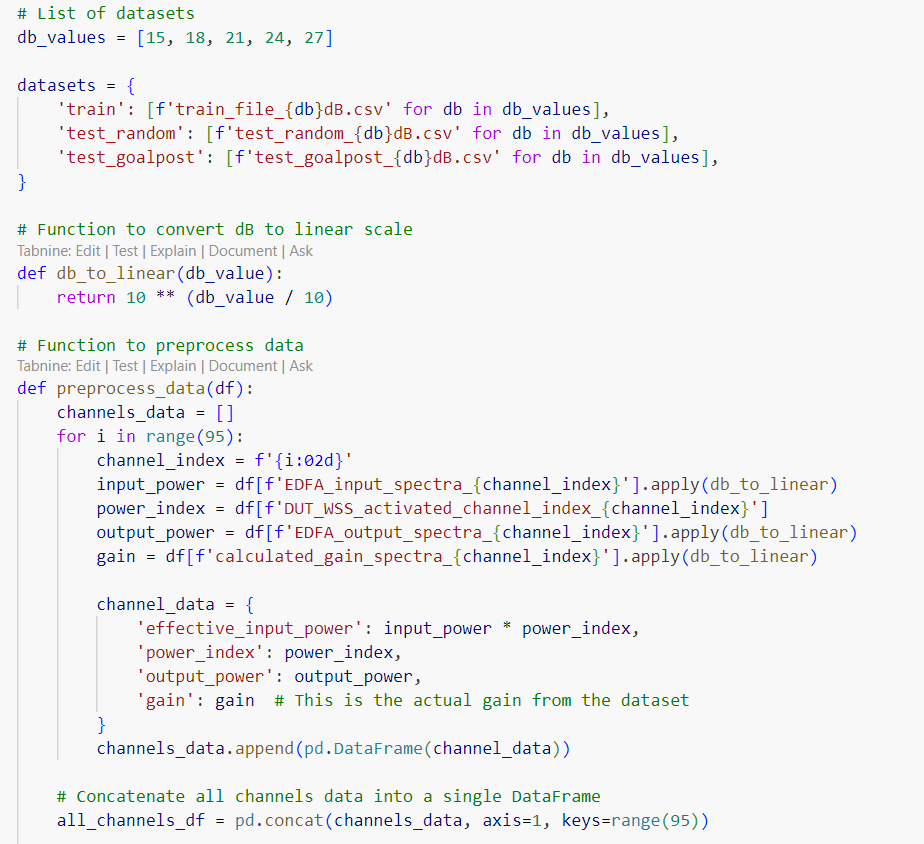 # List of datasets
db_values = [15, 18, 21, 24, 27]
datasets = {
    'train': [f'train_file_{db}dB.csv' for db in db_values],
    'test_random': [f'test_random_{db}dB.csv' for db in db_values],
    'test_goalpost': [f'test_goalpost_{db}dB.csv' for db in db_values],
}
# Function to convert dB to linear scale
Tabnine: Edit | Test | Explain | Document | Ask
def db_to_linear(db_value):
    return 10 ** (db_value / 10)
# Function to preprocess data
Tabnine: Edit | Test | Explain | Document | Ask
def preprocess_data(df):
    channels_data = []
    for i in range(95):
        channel_index = f'{i:02d}'
        input_power = df[f'EDFA_input_spectra_{channel_index}'].apply(db_to_linear)
        power_index = df[f'DUT_WSS_activated_channel_index_{channel_index}']
        output_power = df[f'EDFA_output_spectra_{channel_index}'].apply(db_to_linear)
        gain = df[f'calculated_gain_spectra_{channel_index}'].apply(db_to_linear)
        channel_data = {
            'effective_input_power': input_power * power_index,
            'power_index': power_index,
            'output_power': output_power,
            'gain': gain  # This is the actual gain from the dataset
        }
        channels_data.append(pd.DataFrame(channel_data))
    # Concatenate all channels data into a single DataFrame
    all_channels_df = pd.concat(channels_data, axis=1, keys=range(95))